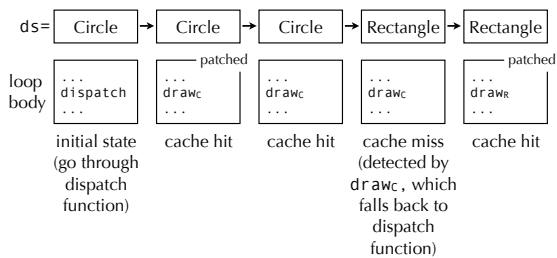 ds= Circle Circle Circle Rectangle Rectangle
patched patched
loop body
... ... ... ... ...
dispatch drawC drawC drawC drawR
... ... ... ... ...
initial state (go through dispatch function)
cache hit
cache hit
cache miss (detected by drawC, which falls back to dispatch function)
cache hit